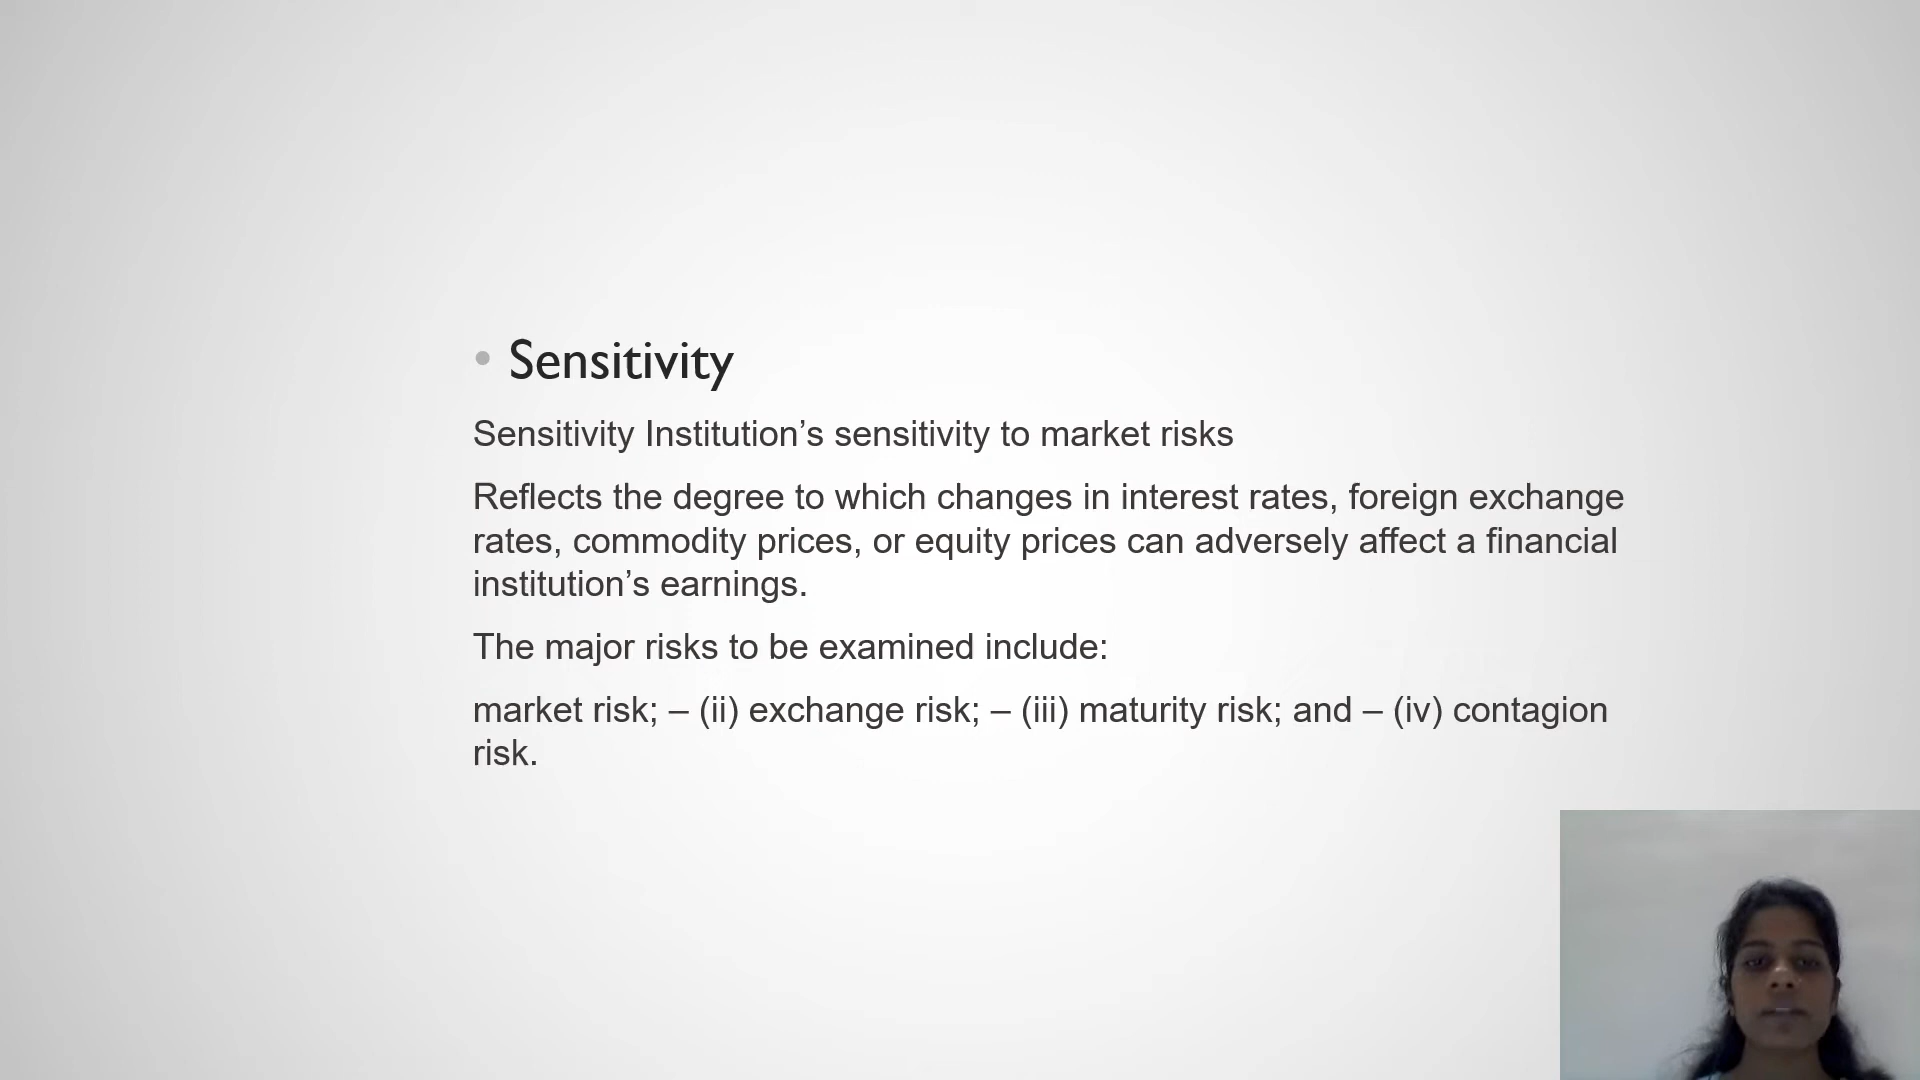 • Sensitivity
Sensitivity Institution’s sensitivity to market risks
Reflects the degree to which changes in interest rates, foreign exchange
rates, commodity prices, or equity prices can adversely affect a financial
institution’s earnings.
The major risks to be examined include:
market risk; – (ii) exchange risk; – (iii) maturity risk; and – (iv) contagion
risk.